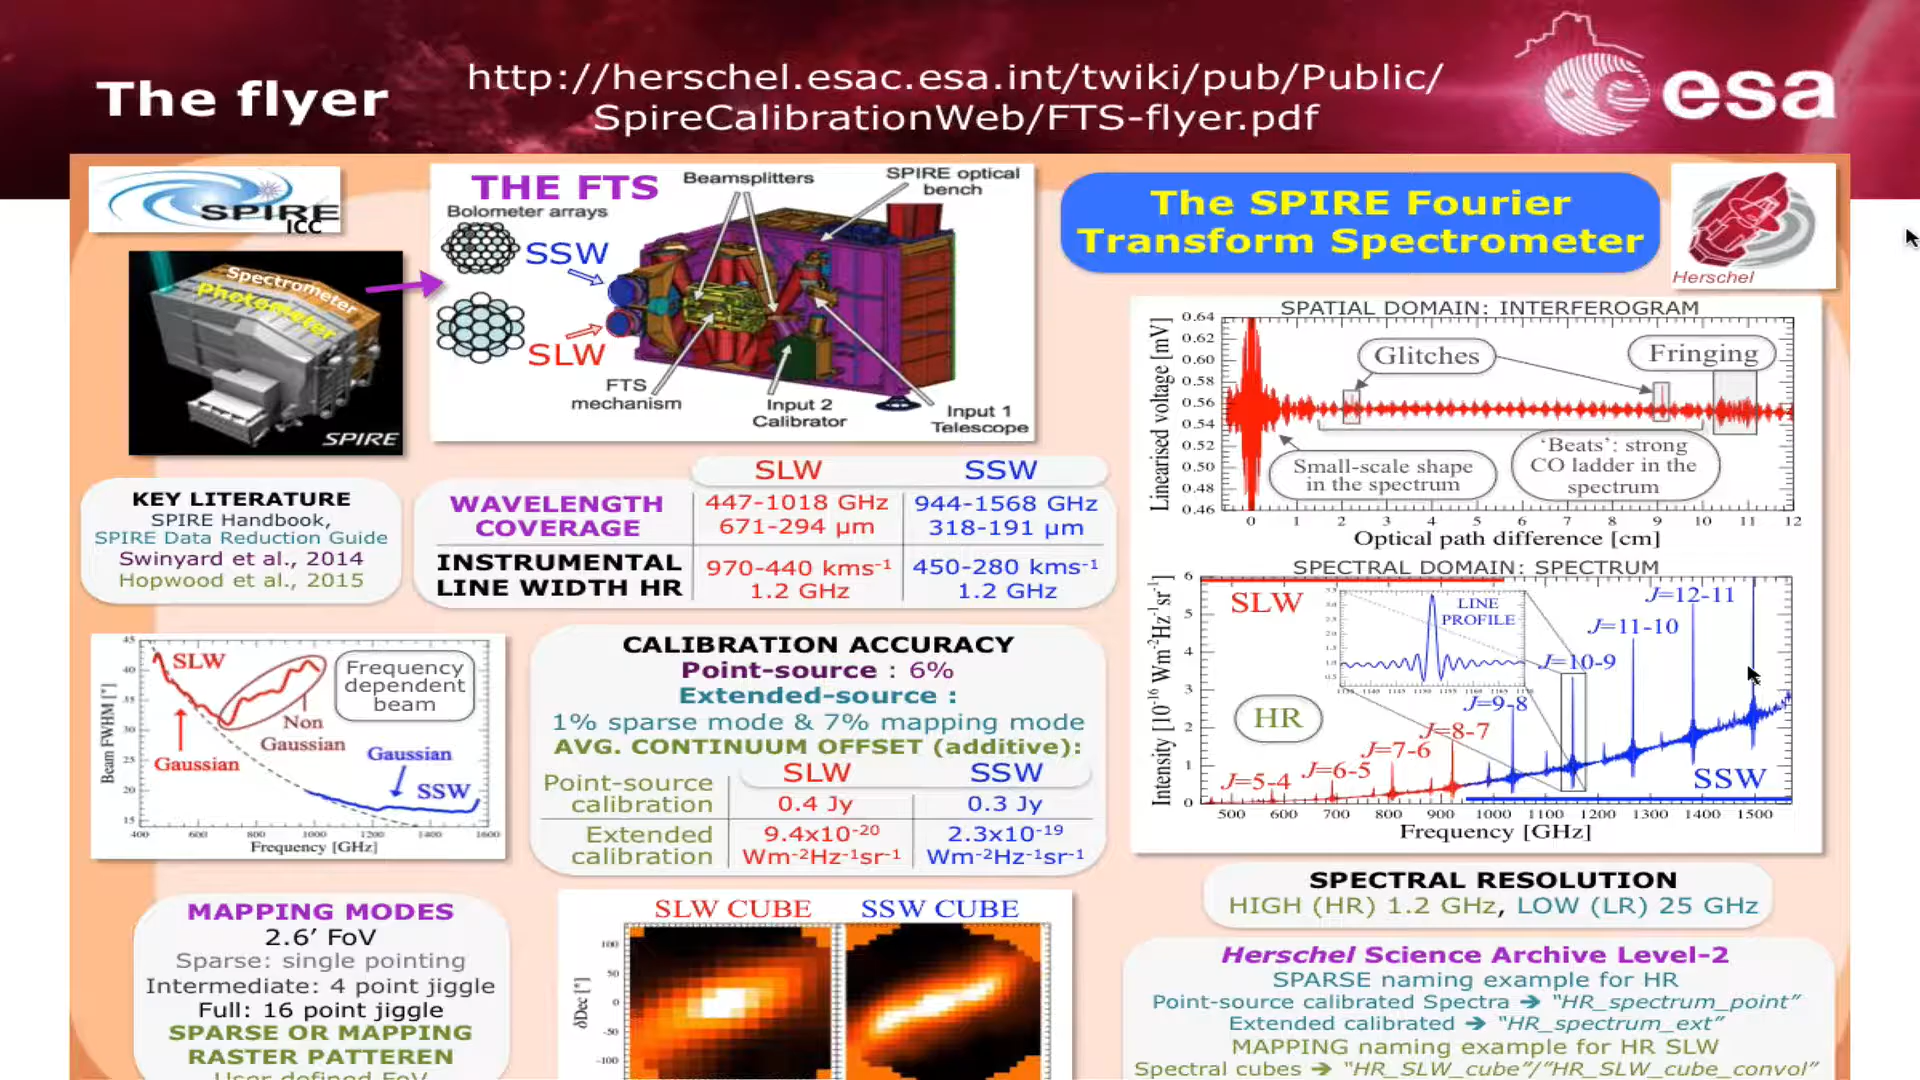 The flyer
http://herschel.esac.esa.int/twiki/pub/Public/
SpireCalibrationWeb/FTS-flyer.pdf
esa
SPIRE
ICC
Spectrometer
Photometer
SPIRE
THE FTS
Beamsplitters
SPIRE optical
bench
Bolometer arrays
SSW
SLW
FTS
mechanism
Input 2
Calibrator
Input 1
Telescope
The SPIRE Fourier
Transform Spectrometer
Herschel
KEY LITERATURE
SPIRE Handbook,
SPIRE Data Reduction Guide
Swinyard et al., 2014
Hopwood et al., 2015
SLW SSW
WAVELENGTH
COVERAGE
447-1018 GHz
671-294 µm
944-1568 GHz
318-191 µm
INSTRUMENTAL
LINE WIDTH HR
970-440 kms-1
1.2 GHz
450-280 kms-1
1.2 GHz
SPATIAL DOMAIN: INTERFEROGRAM
Linearised voltage [mV]
0.64
0.62
0.60
0.58
0.56
0.54
0.52
0.50
0.48
0.46
Glitches
Fringing
Small-scale shape
in the spectrum
‘Beats’: strong
CO ladder in the
spectrum
0 1 2 3 4 5 6 7 8 9 10 11 12
Optical path difference [cm]
SPECTRAL DOMAIN: SPECTRUM
Intensity [10-16 Wm-2Hz-1sr-1]
6
5
4
3
2
1
0
SLW
LINE
PROFILE
HR
J=5-4
J=6-5
J=7-6
J=8-7
J=9-8
J=10-9
J=11-10
J=12-11
SSW
500 600 700 800 900 1000 1100 1200 1300 1400 1500
Frequency [GHz]
Beam FWHM ["]
45
40
35
30
25
20
15
SLW
Frequency
dependent
beam
Non
Gaussian
Gaussian
Gaussian
SSW
400 600 800 1000 1200 1400 1600
Frequency [GHz]
CALIBRATION ACCURACY
Point-source : 6%
Extended-source :
1% sparse mode & 7% mapping mode
AVG. CONTINUUM OFFSET (additive):
SLW SSW
Point-source
calibration
0.4 Jy
0.3 Jy
Extended
calibration
9.4x10-20
Wm-2Hz-1sr-1
2.3x10-19
Wm-2Hz-1sr-1
SPECTRAL RESOLUTION
HIGH (HR) 1.2 GHz, LOW (LR) 25 GHz
MAPPING MODES
2.6′ FoV
Sparse: single pointing
Intermediate: 4 point jiggle
Full: 16 point jiggle
SPARSE OR MAPPING
RASTER PATTEREN
User defined FoV
SLW CUBE SSW CUBE
δDec ["]
100
50
0
-50
-100
Herschel Science Archive Level-2
SPARSE naming example for HR
Point-source calibrated Spectra ➔ “HR_spectrum_point”
Extended calibrated ➔ “HR_spectrum_ext”
MAPPING naming example for HR SLW
Spectral cubes ➔ “HR_SLW_cube”/“HR_SLW_cube_convol”